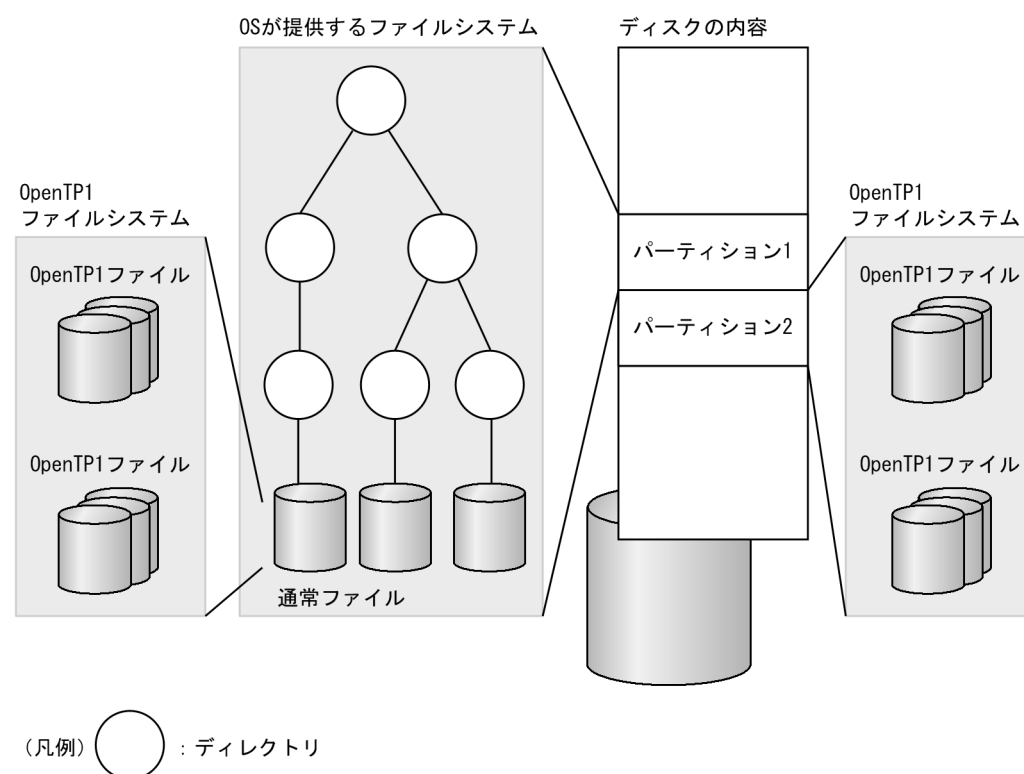 OSが提供するファイルシステム
ディスクの内容
OpenTP1
ファイルシステム
OpenTP1ファイル
OpenTP1ファイル
通常ファイル
パーティション1
パーティション2
OpenTP1
ファイルシステム
OpenTP1ファイル
OpenTP1ファイル
（凡例）　：ディレクトリ